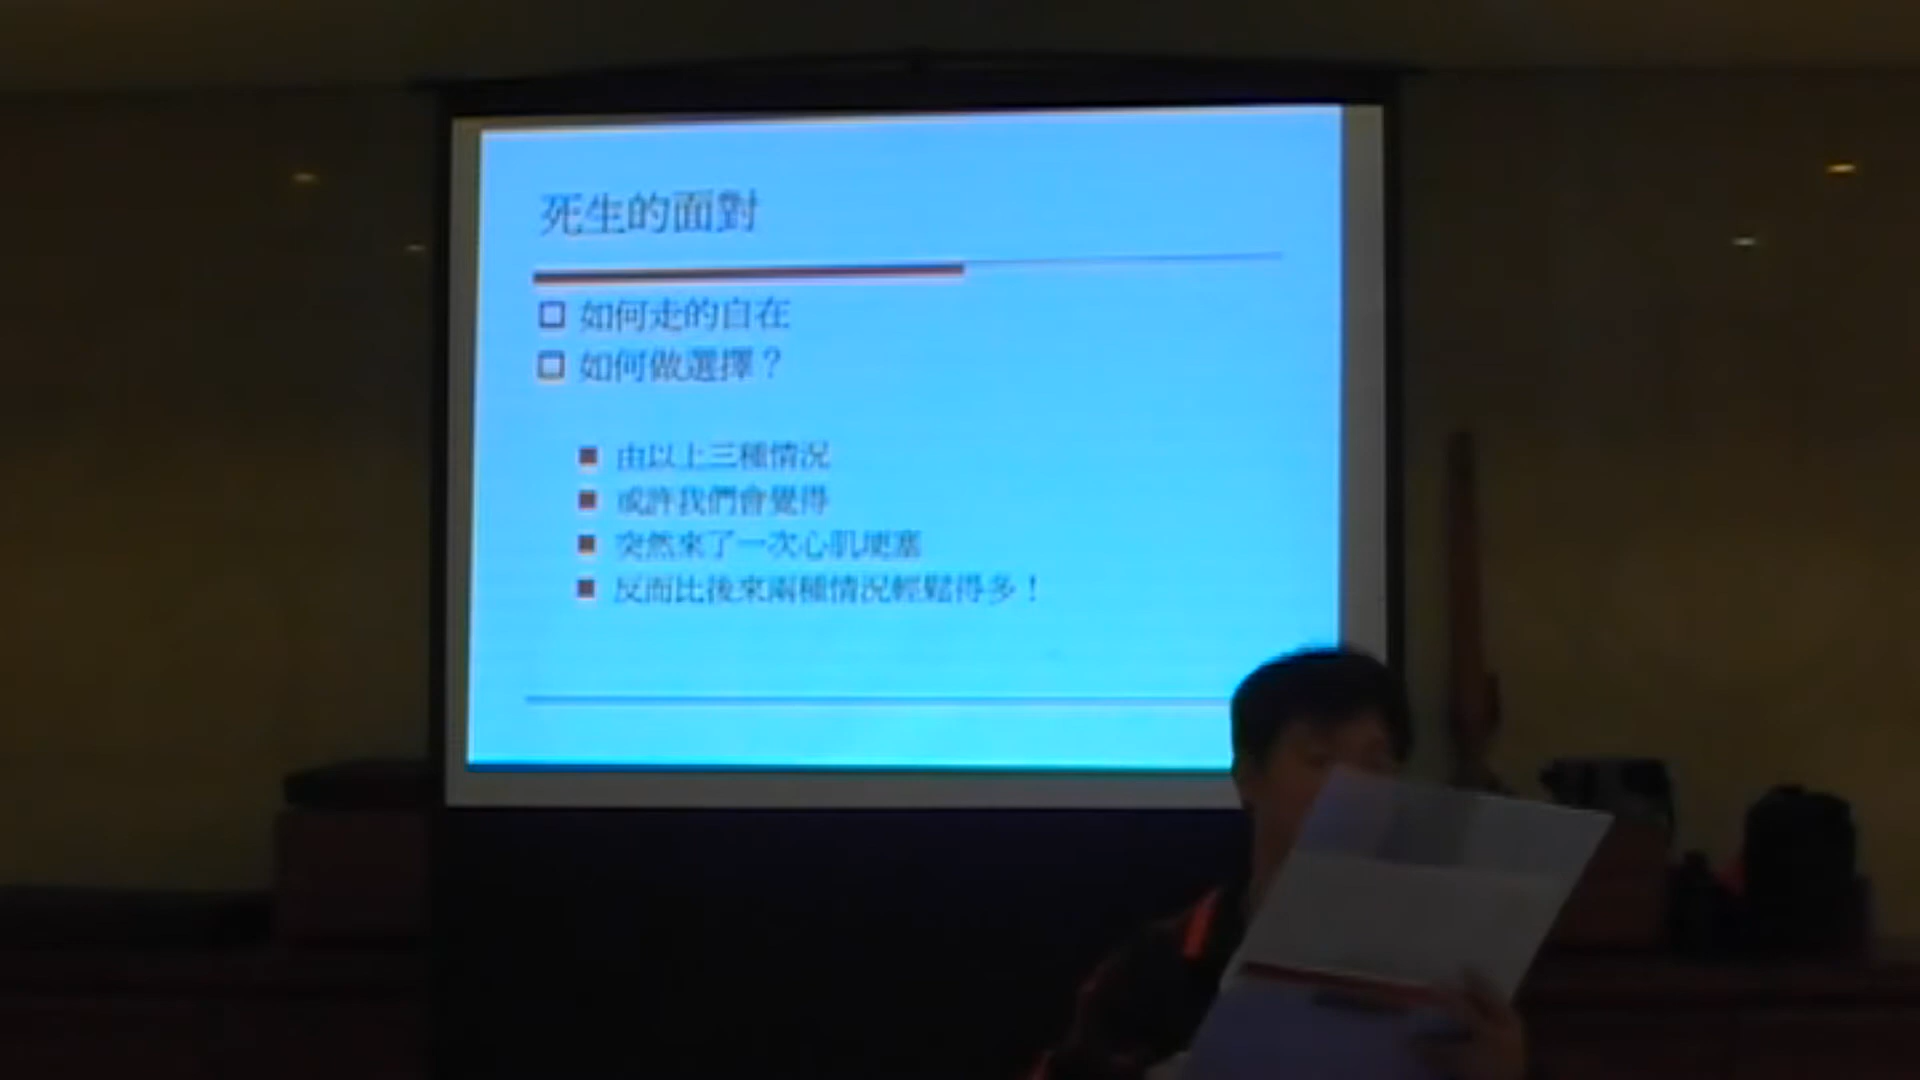 死生的面對
如何走的自在
如何做選擇？
由以上三種情況
或許我們會覺得
突然來了一次心肌埂塞
反而比後來兩種情況輕鬆得多！